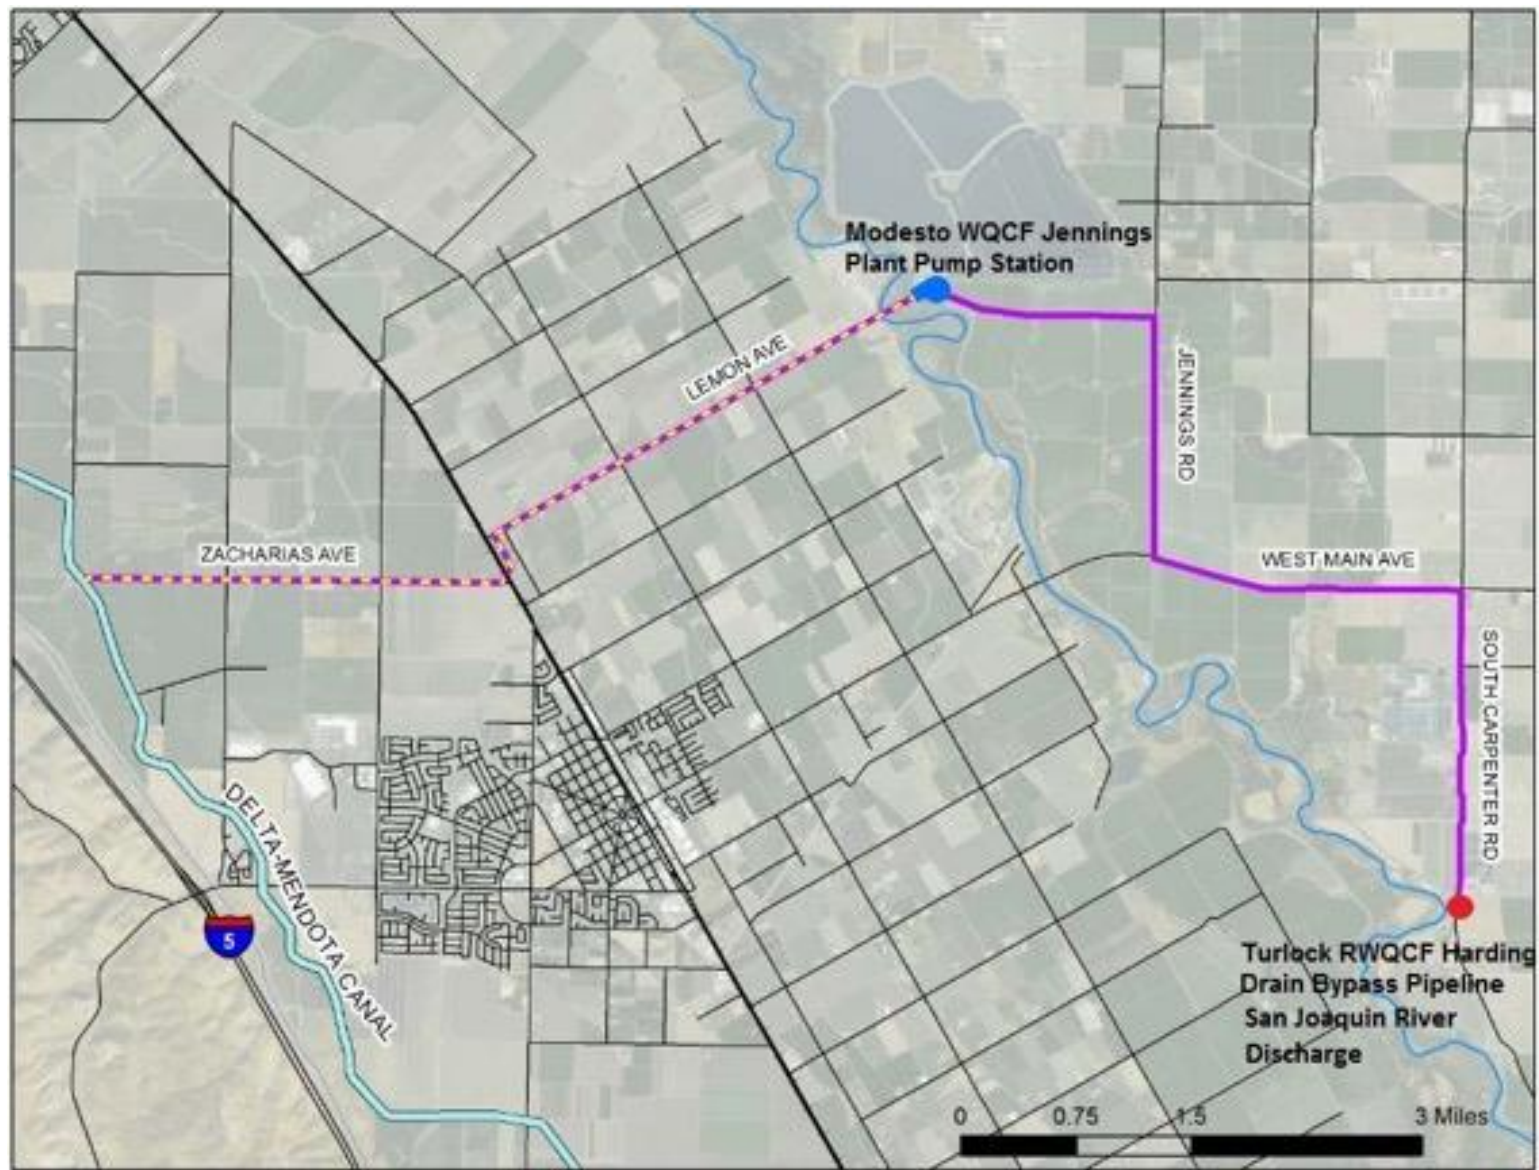 Modesto WQCF Jennings
Plant Pump Station
LEMON AVE
JENNINGS RD
ZACHARIAS AVE
WEST MAIN AVE
SOUTH CARPENTER RD
DELTA-MENDOTA CANAL
5
Turlock RWQCF Harding
Drain Bypass Pipeline
San Joaquin River
Discharge
0 0.75 1.5 3 Miles